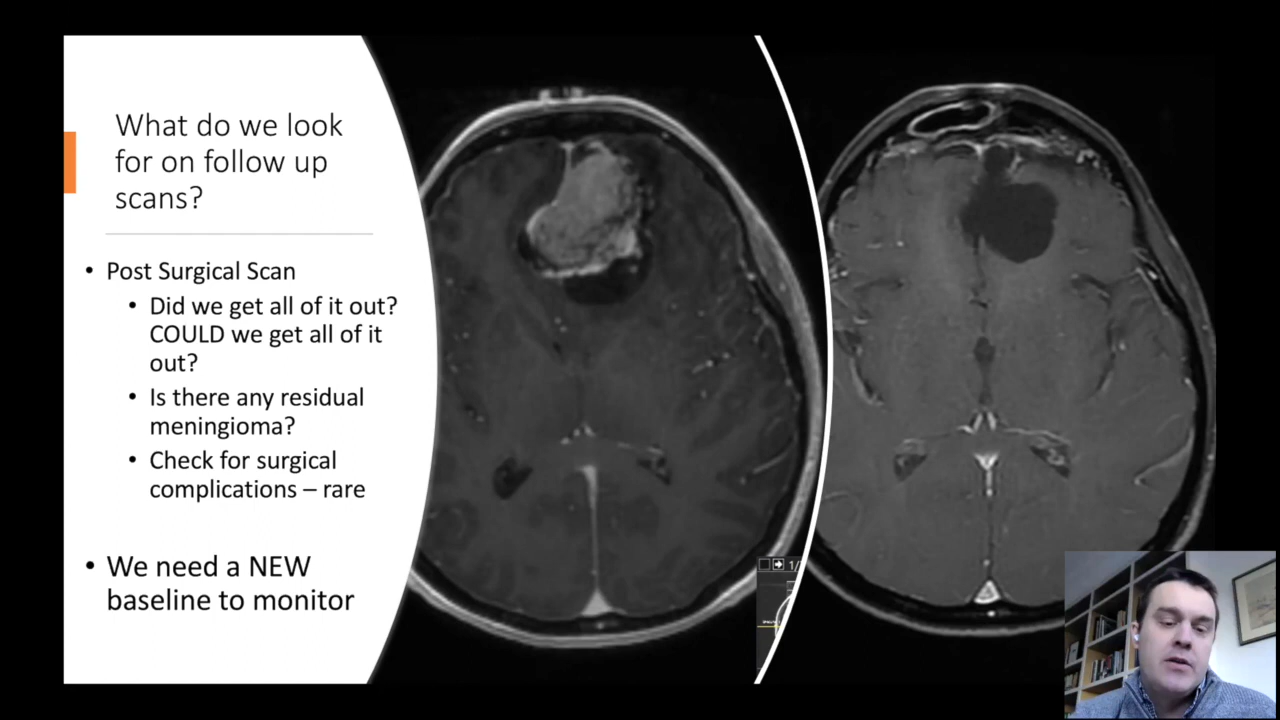 What do we look
for on follow up
scans?
• Post Surgical Scan
• Did we get all of it out?
COULD we get all of it
out?
• Is there any residual
meningioma?
• Check for surgical
complications – rare
• We need a NEW
baseline to monitor
1/